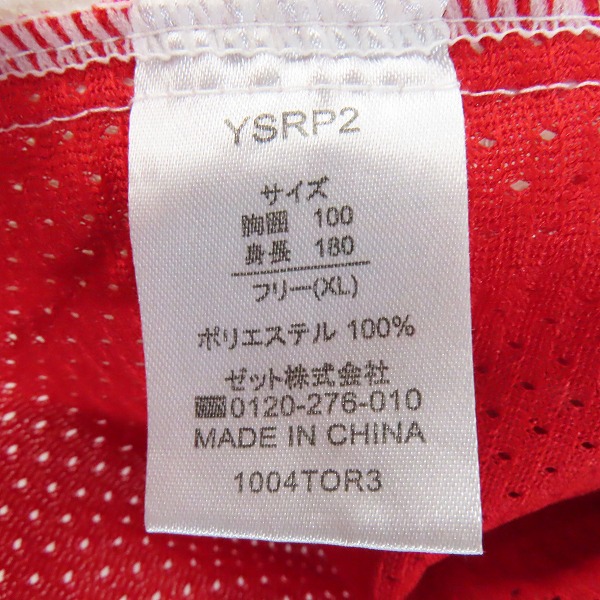 YSRP2
サイズ
胸囲 100
身長 180
フリー(XL)
ポリエステル 100%
ゼット株式会社
0120-276-010
MADE IN CHINA
1004TOR3